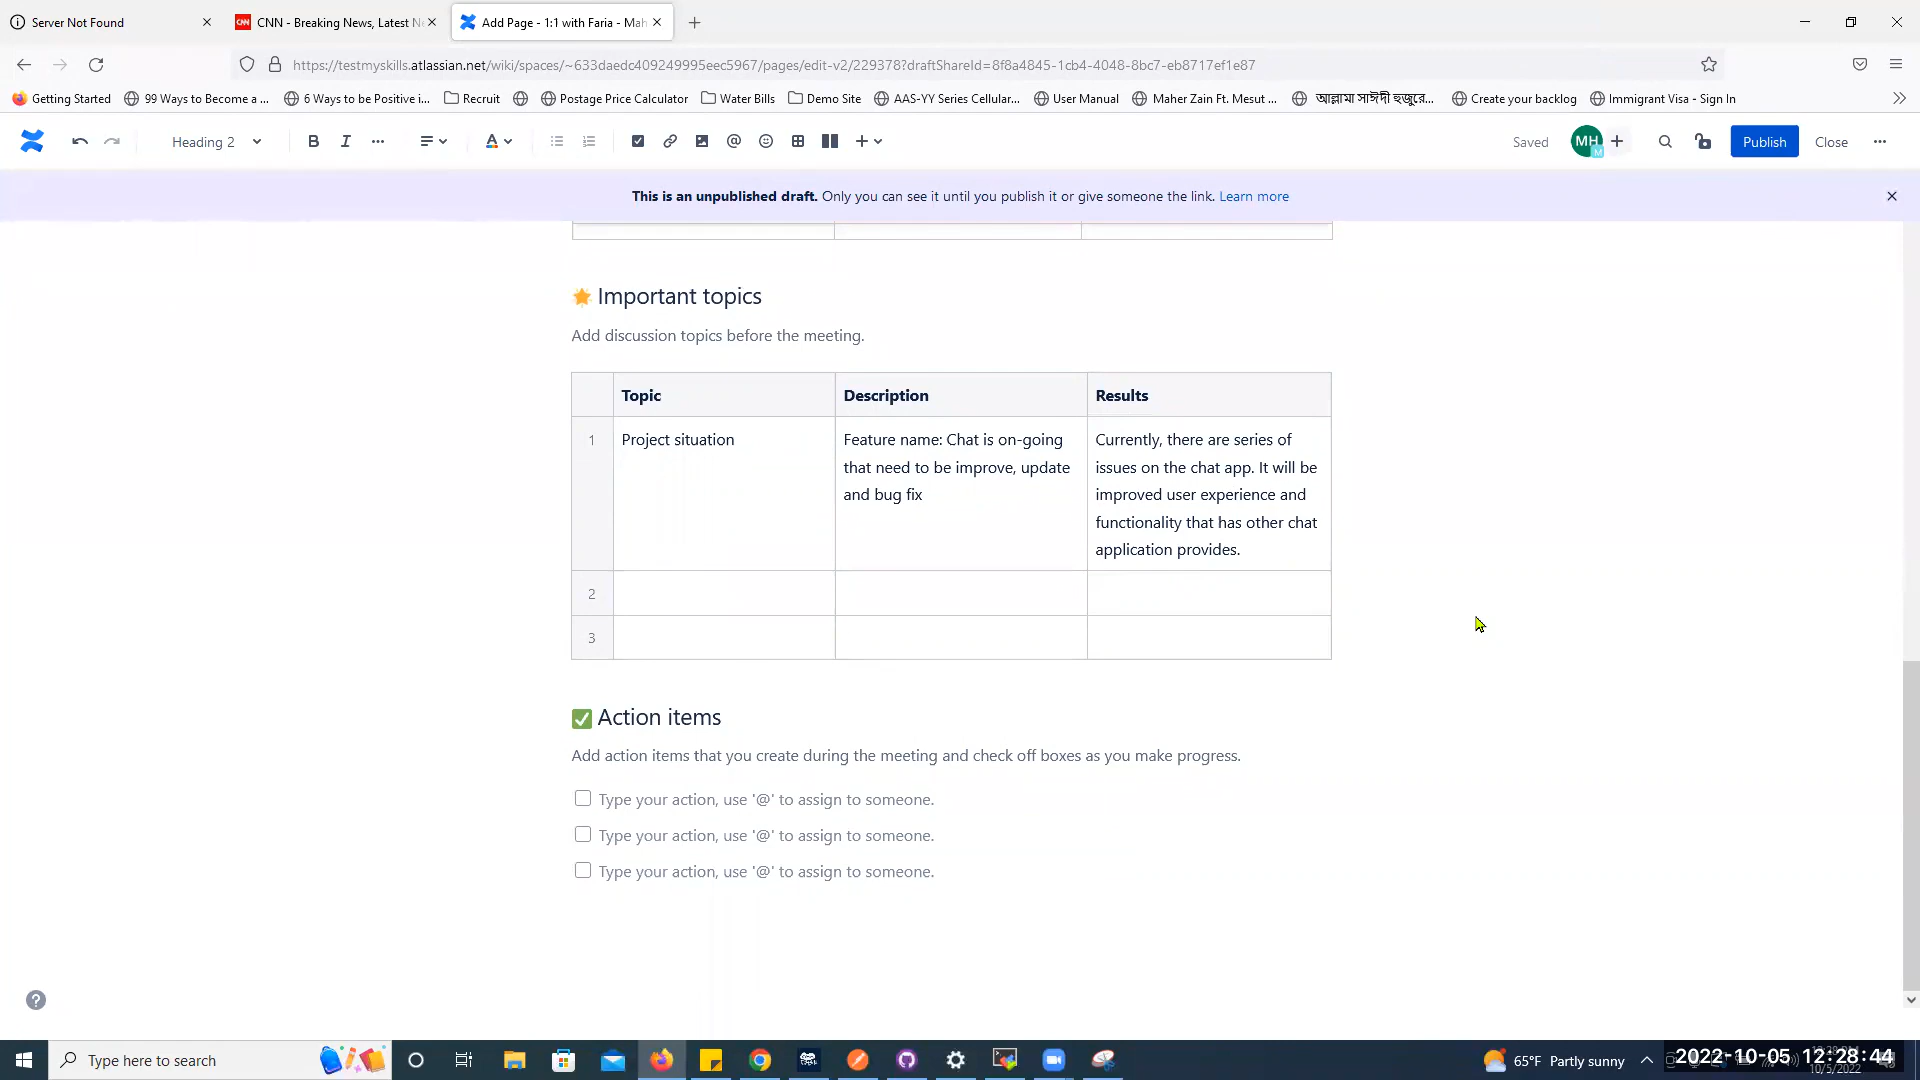 Server Not Found
CNN - Breaking News, Latest N
Add Page - 1:1 with Faria - Mah
https://testmyskills.atlassian.net/wiki/spaces/~633daedc409249995eec5967/pages/edit-v2/229378?draftShareId=8f8a4845-1cb4-4048-8bc7-eb8717ef1e87
Getting Started
99 Ways to Become a ...
6 Ways to be Positive i...
Recruit
Postage Price Calculator
Water Bills
Demo Site
AAS-YY Series Cellular...
User Manual
Maher Zain Ft. Mesut ...
আল্লামা সাঈদী হুজুরে...
Create your backlog
Immigrant Visa - Sign In
Heading 2
Saved
MH
M
Publish
Close
This is an unpublished draft. Only you can see it until you publish it or give someone the link. Learn more
Important topics
Add discussion topics before the meeting.
Topic
Description
Results
1
Project situation
Feature name: Chat is on-going
that need to be improve, update
and bug fix
Currently, there are series of
issues on the chat app. It will be
improved user experience and
functionality that has other chat
application provides.
2
3
Action items
Add action items that you create during the meeting and check off boxes as you make progress.
Type your action, use '@' to assign to someone.
Type your action, use '@' to assign to someone.
Type your action, use '@' to assign to someone.
Type here to search
65°F Partly sunny
2022-10-05 12:28:44
10/5/2022